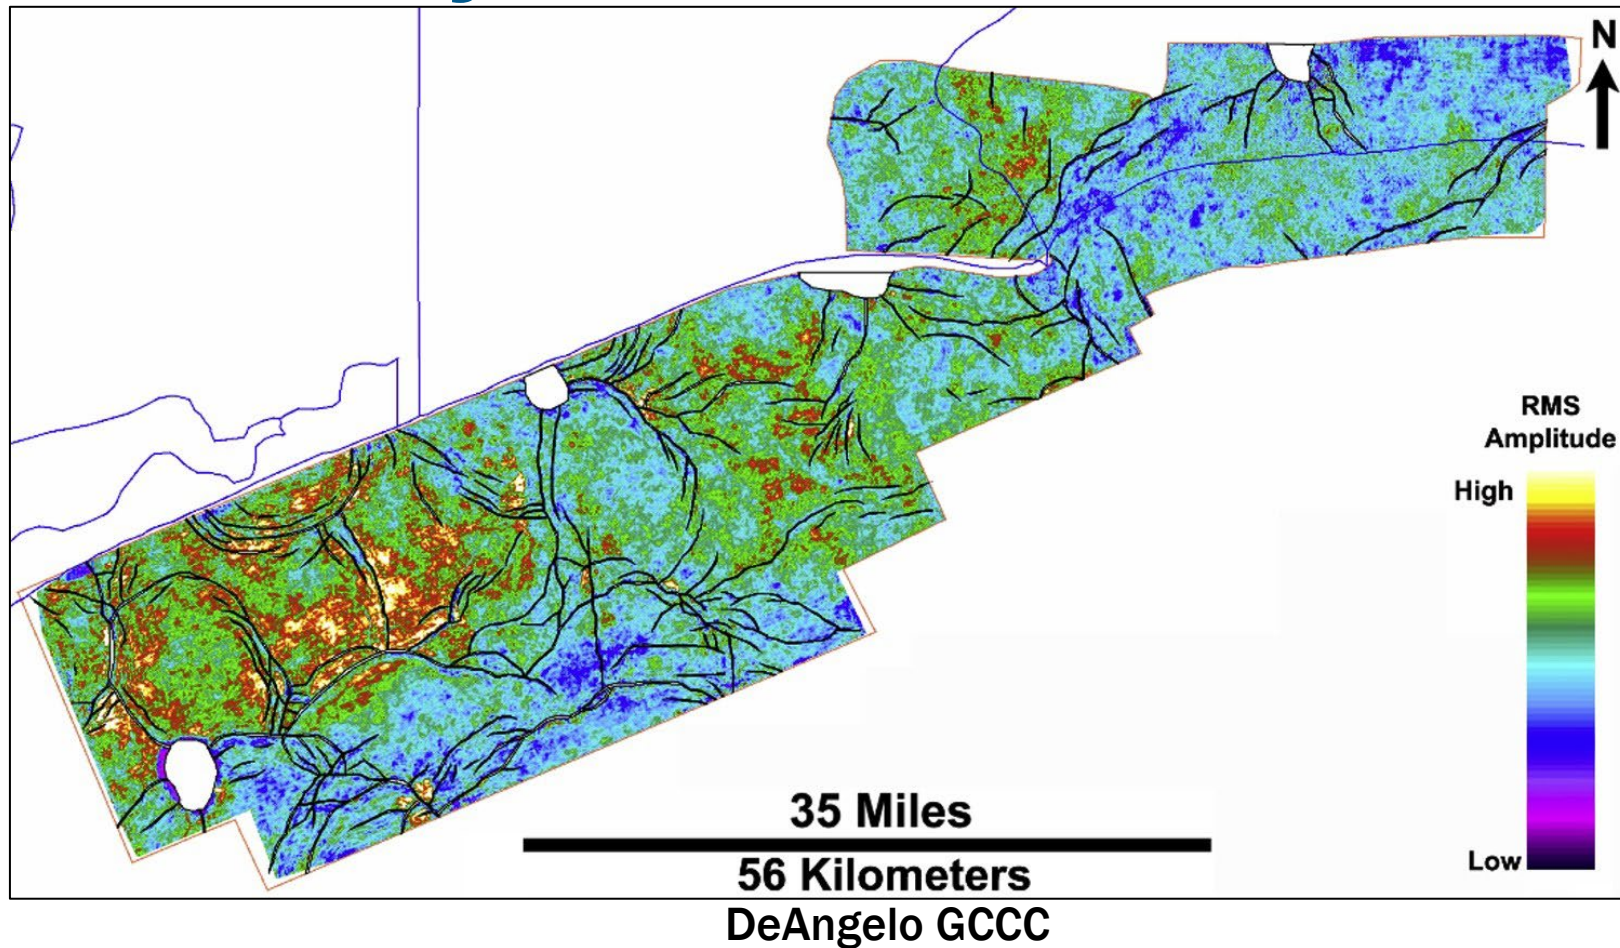 N
RMS
Amplitude
High
Low
35 Miles
56 Kilometers
DeAngelo GCCC